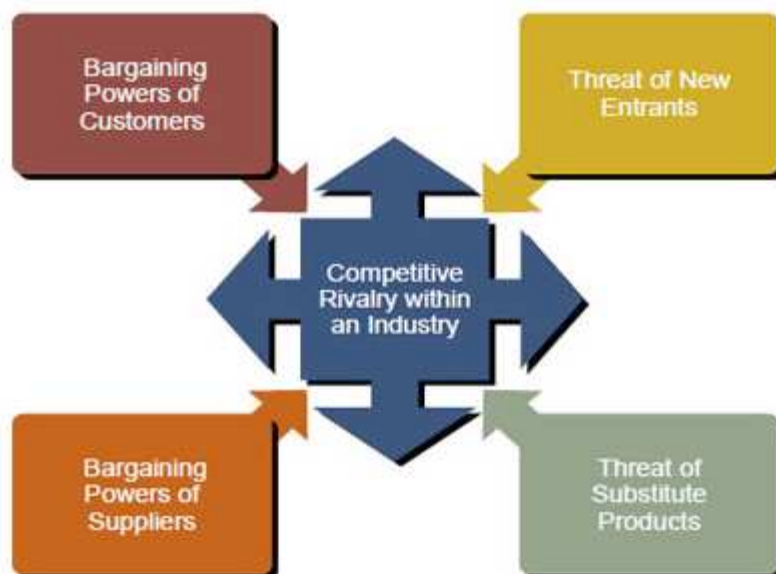 Bargaining
Powers of
Customers
Threat of New
Entrants
Competitive
Rivalry within
an Industry
Bargaining
Powers of
Suppliers
Threat of
Substitute
Products